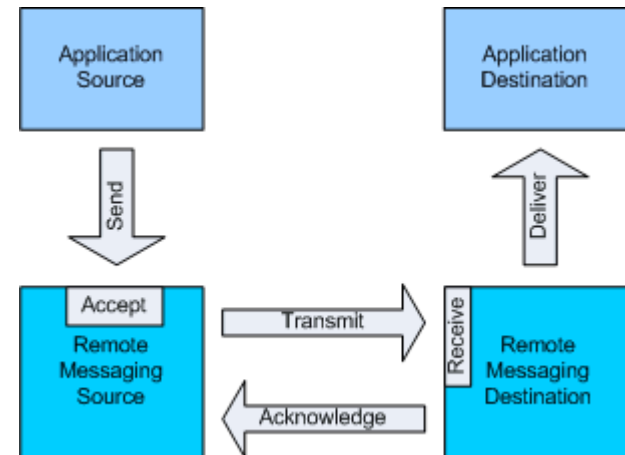 Application
Source
Application
Destination
Send
Deliver
Accept
Remote
Messaging
Source
Transmit
Acknowledge
Receive
Remote
Messaging
Destination